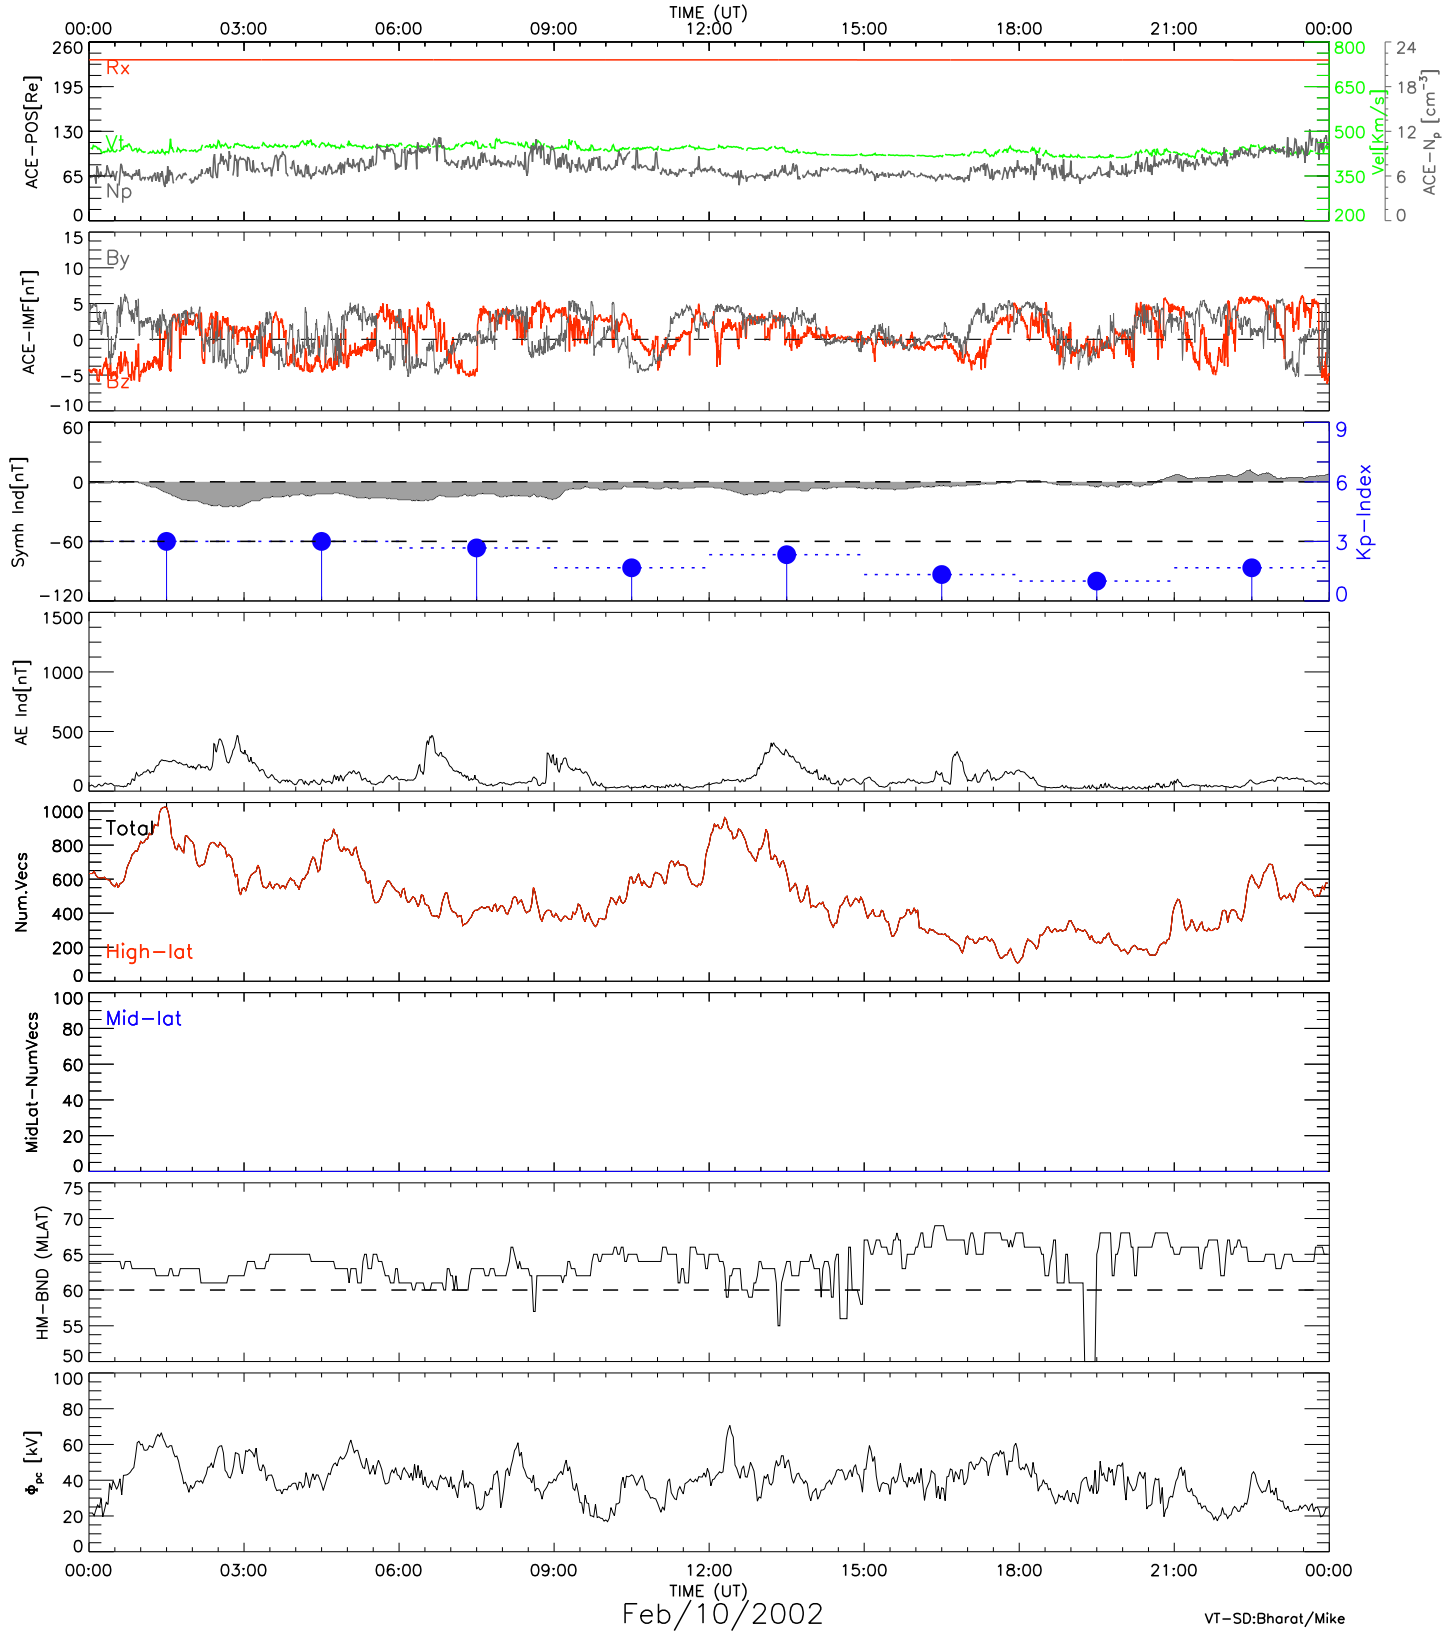 TIME (UT)
00:00 03:00 06:00 09:00 12:00 15:00 18:00 21:00 00:00
260 195 130 65 0
ACE-POS[Re]
Rx
Vt
Np
800 650 500 350 200
Vel[Km/s]
24 18 12 6 0
ACE-Np [cm-3]
15 10 5 0 -5 -10
ACE-IMF[nT]
By
Bz
60 0 -60 -120
Symh Ind[nT]
9 6 3 0
Kp-Index
1500 1000 500 0
AE Ind[nT]
1000 800 600 400 200 0
Num.Vecs
Total
High-lat
100 80 60 40 20 0
MidLat-NumVecs
Mid-lat
75 70 65 60 55 50
HM-BND (MLAT)
100 80 60 40 20 0
Φpc [kV]
00:00 03:00 06:00 09:00 12:00 15:00 18:00 21:00 00:00
TIME (UT)
Feb/10/2002
VT-SD:Bharat/Mike